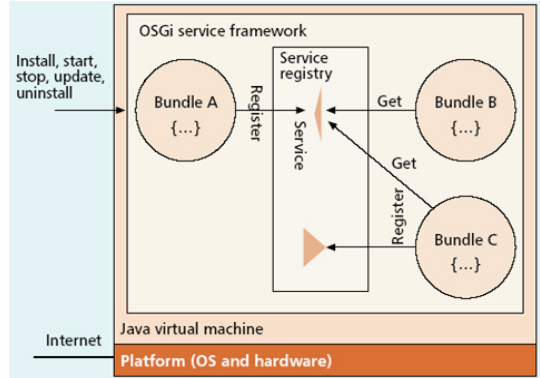 OSGi service framework
Install, start,
stop, update,
uninstall
Bundle A
{...}
Register
Service
registry
Service
Get
Bundle B
{...}
Get
Register
Bundle C
{...}
Java virtual machine
Internet
Platform (OS and hardware)